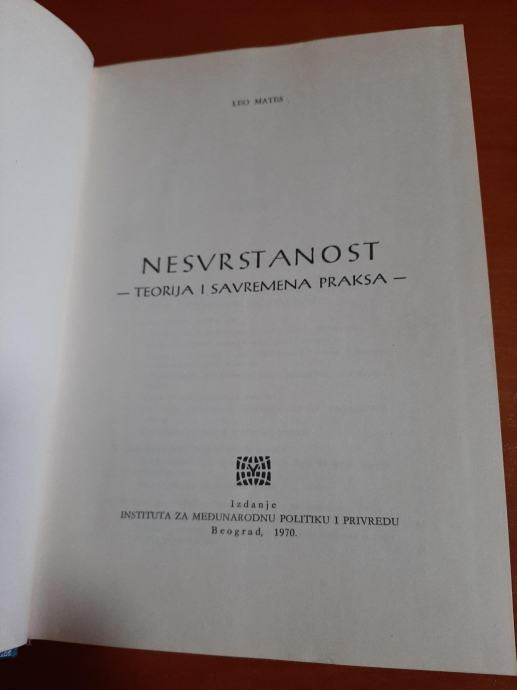 LEO MATES
NESVRSTANOST
— TEORIJA I SAVREMENA PRAKSA —
Izdanje
INSTITUTA ZA MEĐUNARODNU POLITIKU I PRIVREDU
Beograd, 1970.